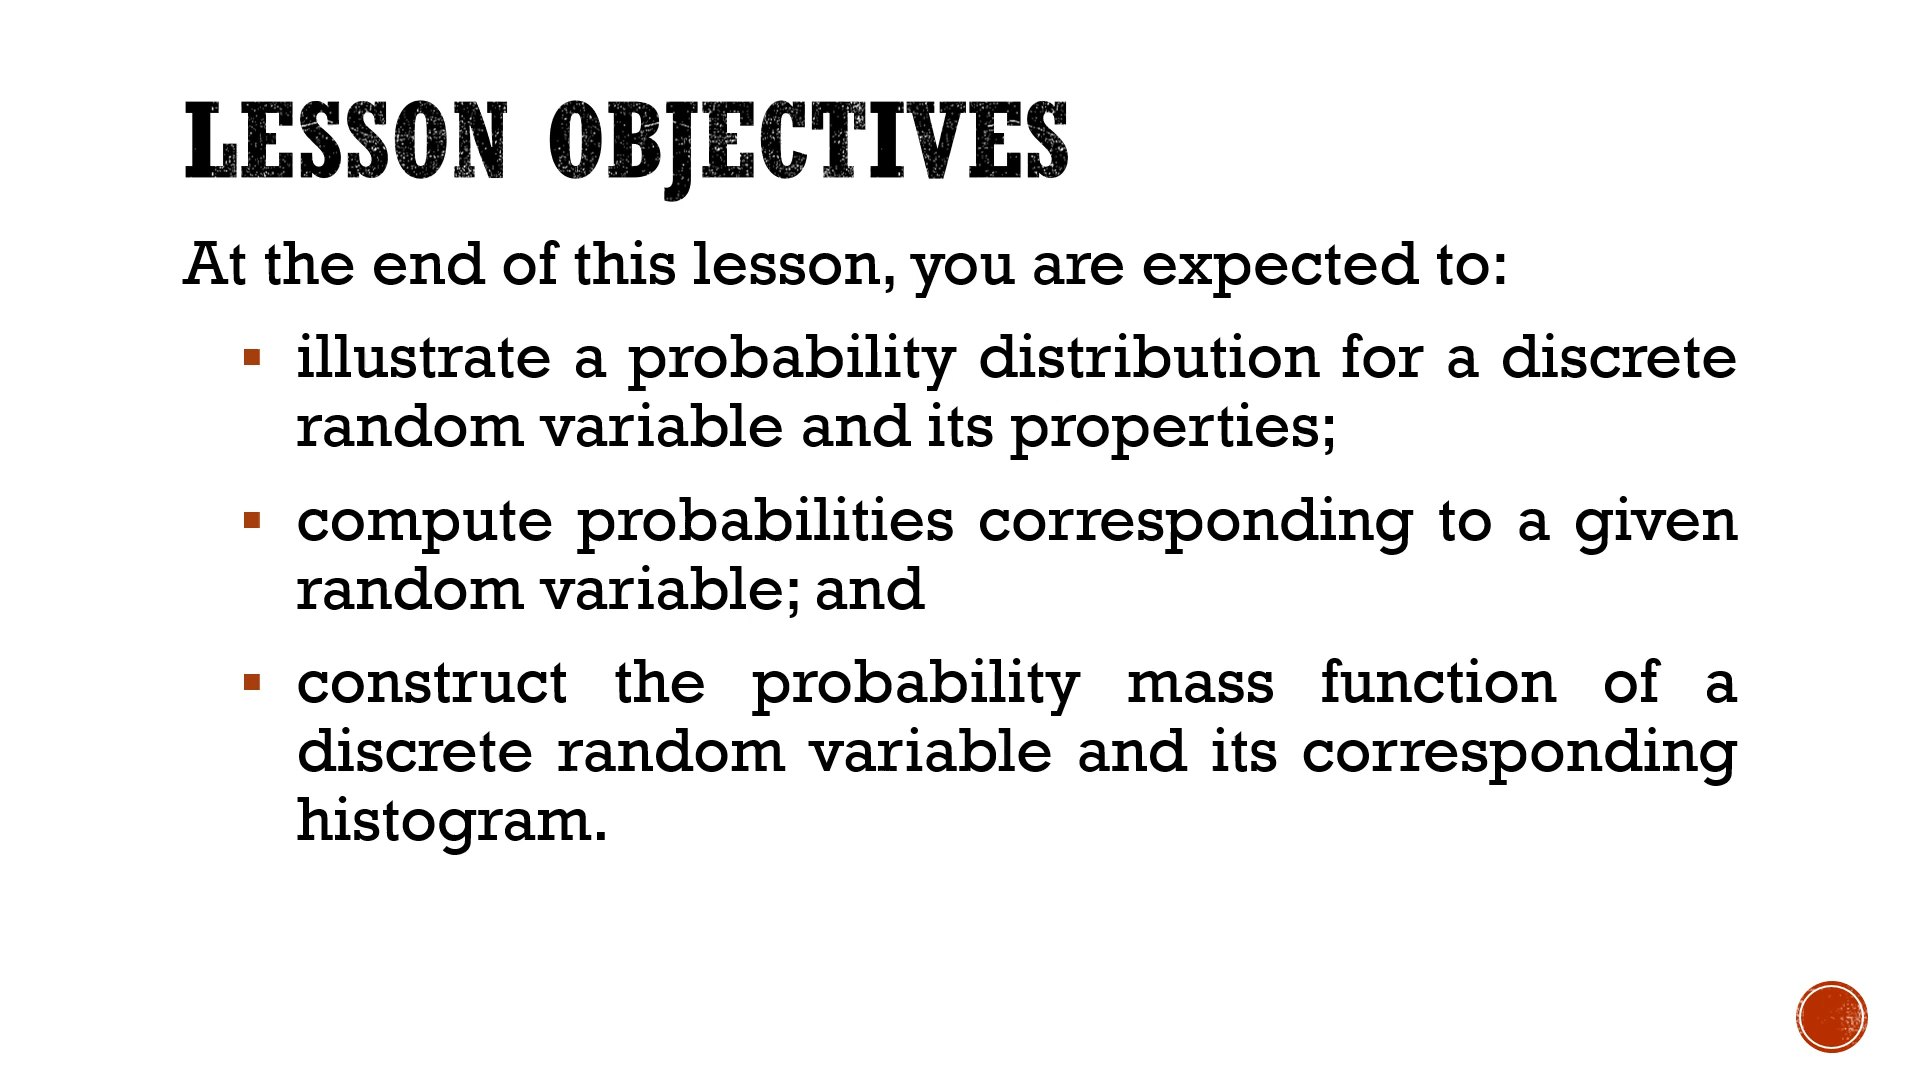 LESSON OBJECTIVES
At the end of this lesson, you are expected to:
▪ illustrate a probability distribution for a discrete
random variable and its properties;
▪ compute probabilities corresponding to a given
random variable; and
▪ construct the probability mass function of a
discrete random variable and its corresponding
histogram.